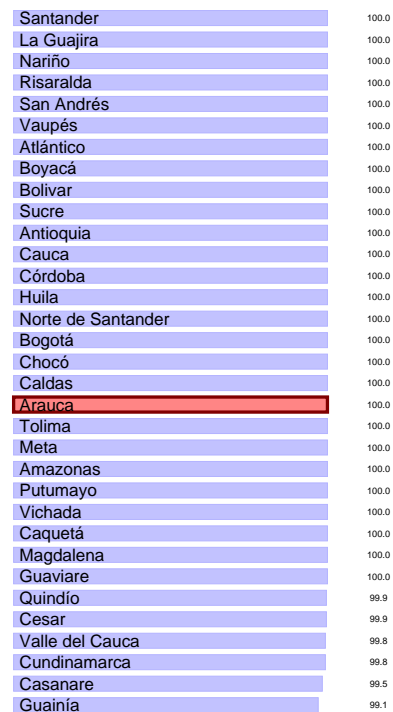 Santander 100.0
La Guajira 100.0
Nariño 100.0
Risaralda 100.0
San Andrés 100.0
Vaupés 100.0
Atlántico 100.0
Boyacá 100.0
Bolivar 100.0
Sucre 100.0
Antioquia 100.0
Cauca 100.0
Córdoba 100.0
Huila 100.0
Norte de Santander 100.0
Bogotá 100.0
Chocó 100.0
Caldas 100.0
Arauca 100.0
Tolima 100.0
Meta 100.0
Amazonas 100.0
Putumayo 100.0
Vichada 100.0
Caquetá 100.0
Magdalena 100.0
Guaviare 100.0
Quindío 99.9
Cesar 99.9
Valle del Cauca 99.8
Cundinamarca 99.8
Casanare 99.5
Guainía 99.1